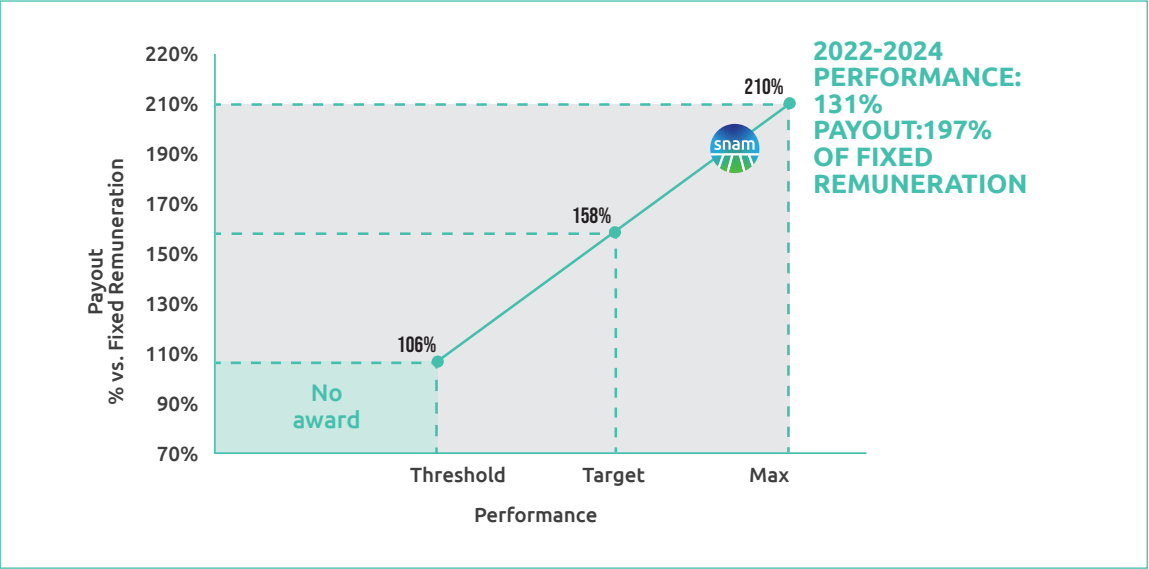 220%
210%
190%
170%
150%
130%
110%
90%
70%
Payout
% vs. Fixed Remuneration
210%
158%
106%
snam
No
award
Threshold
Target
Max
Performance
2022-2024
PERFORMANCE:
131%
PAYOUT:197%
OF FIXED
REMUNERATION